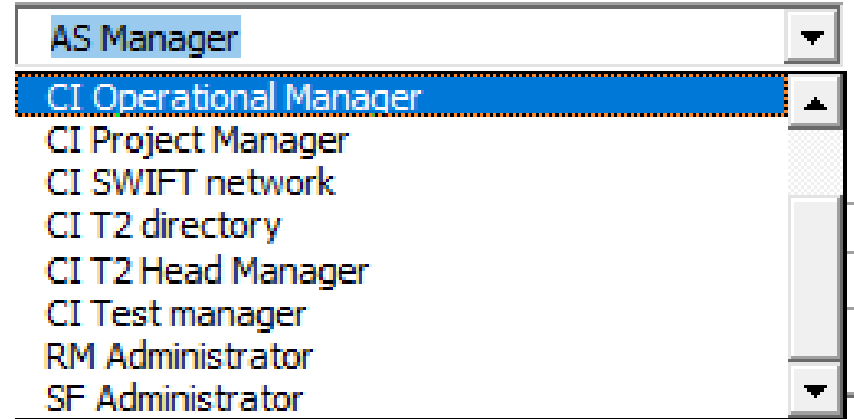 AS Manager
CI Operational Manager
CI Project Manager
CI SWIFT network
CI T2 directory
CI T2 Head Manager
CI Test manager
RM Administrator
SF Administrator